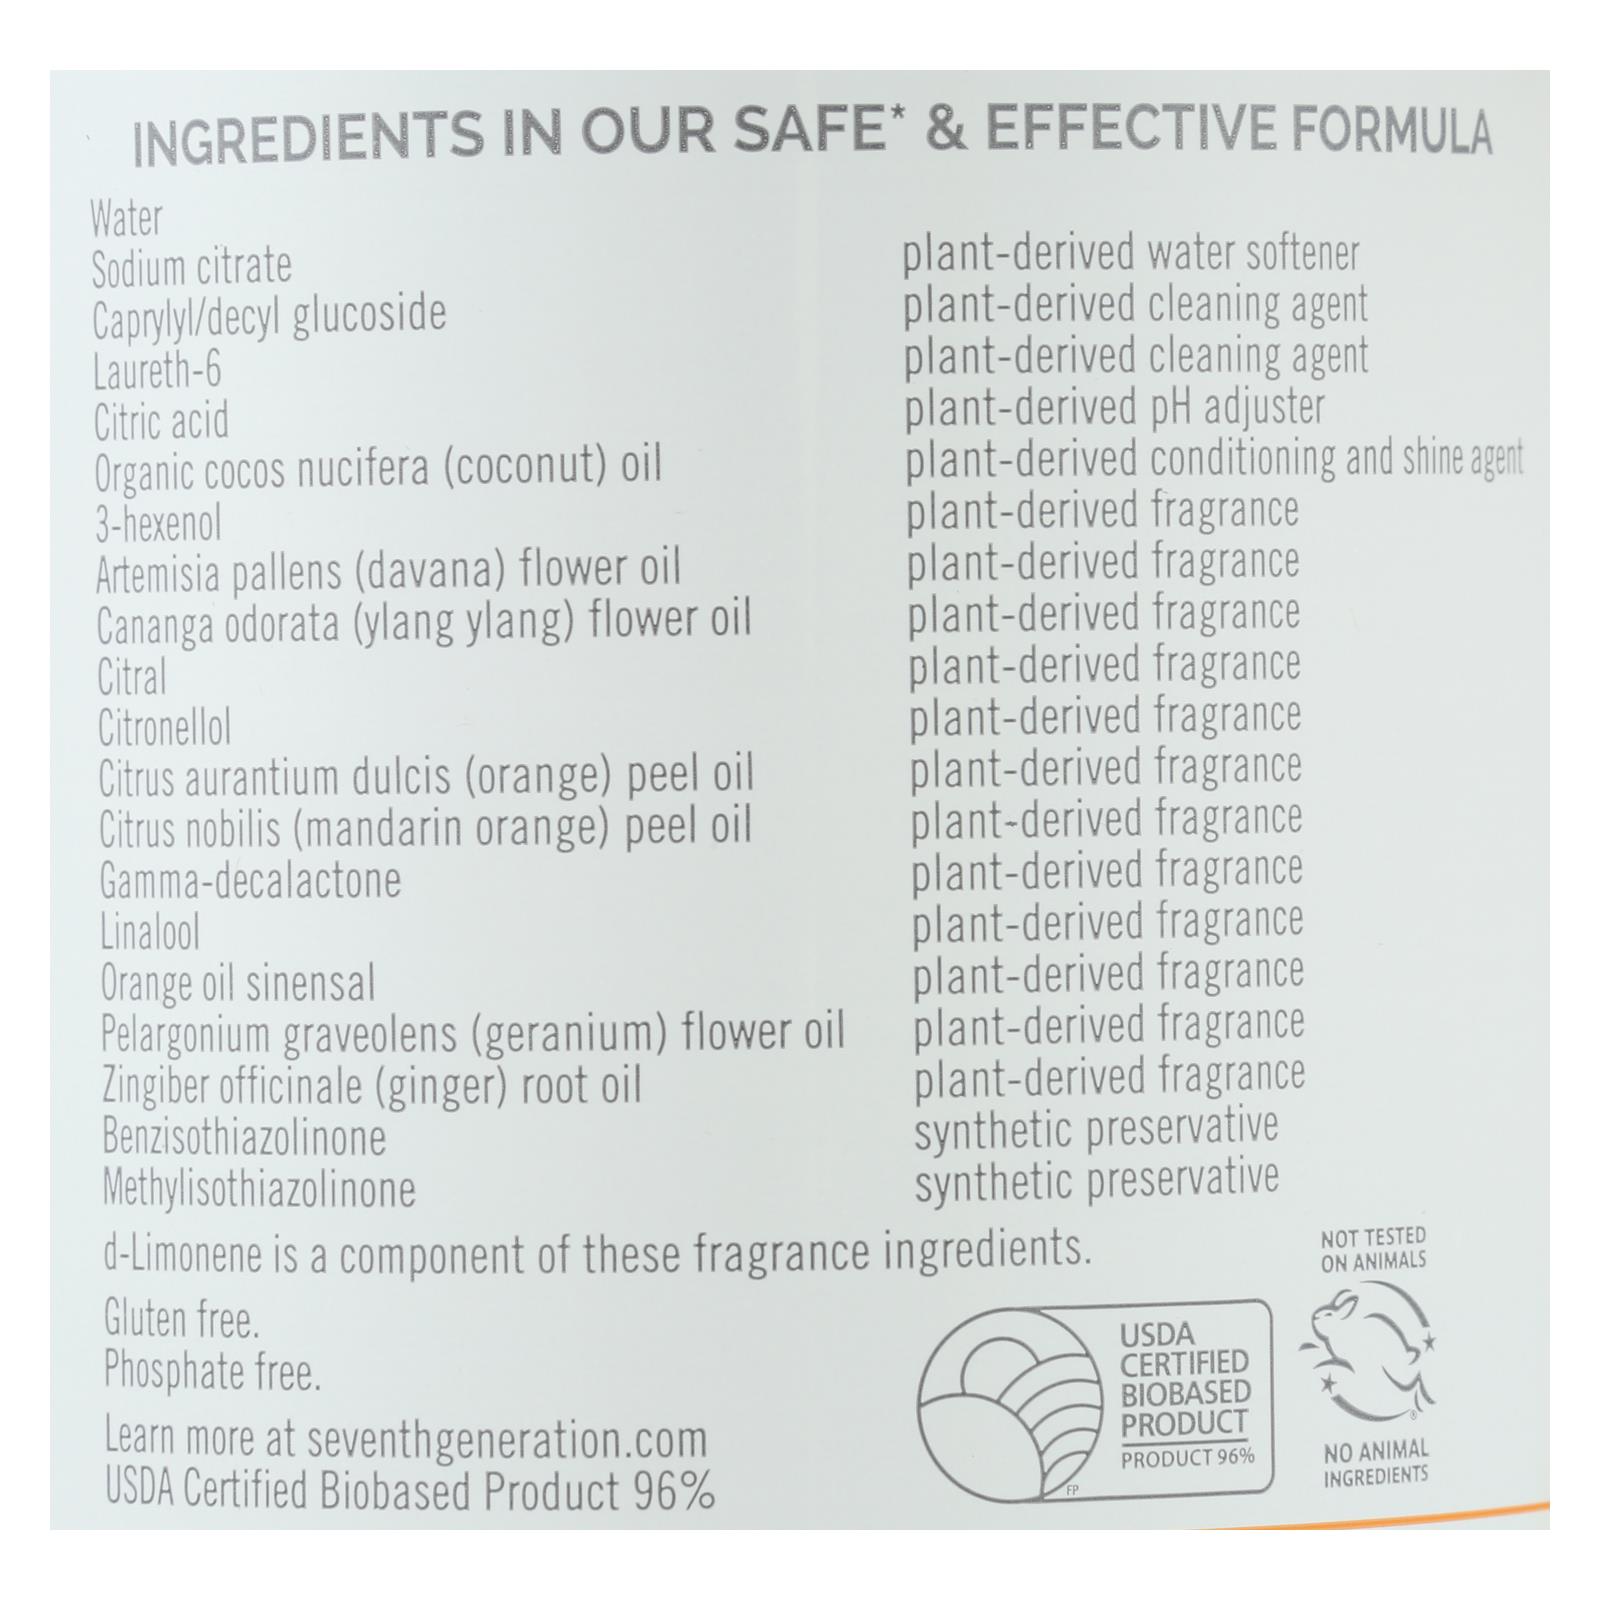 INGREDIENTS IN OUR SAFE* & EFFECTIVE FORMULA
Water
Sodium citrate plant-derived water softener
Caprylyl/decyl glucoside plant-derived cleaning agent
Laureth-6 plant-derived cleaning agent
Citric acid plant-derived pH adjuster
Organic cocos nucifera (coconut) oil plant-derived conditioning and shine agent
3-hexenol plant-derived fragrance
Artemisia pallens (davana) flower oil plant-derived fragrance
Cananga odorata (ylang ylang) flower oil plant-derived fragrance
Citral plant-derived fragrance
Citronellol plant-derived fragrance
Citrus aurantium dulcis (orange) peel oil plant-derived fragrance
Citrus nobilis (mandarin orange) peel oil plant-derived fragrance
Gamma-decalactone plant-derived fragrance
Linalool plant-derived fragrance
Orange oil sinensal plant-derived fragrance
Pelargonium graveolens (geranium) flower oil plant-derived fragrance
Zingiber officinale (ginger) root oil plant-derived fragrance
Benzisothiazolinone synthetic preservative
Methylisothiazolinone synthetic preservative
d-Limonene is a component of these fragrance ingredients.
Gluten free.
Phosphate free.
Learn more at seventhgeneration.com
USDA Certified Biobased Product 96%
USDA
CERTIFIED
BIOBASED
PRODUCT
PRODUCT 96%
FP
NOT TESTED
ON ANIMALS
®
NO ANIMAL
INGREDIENTS